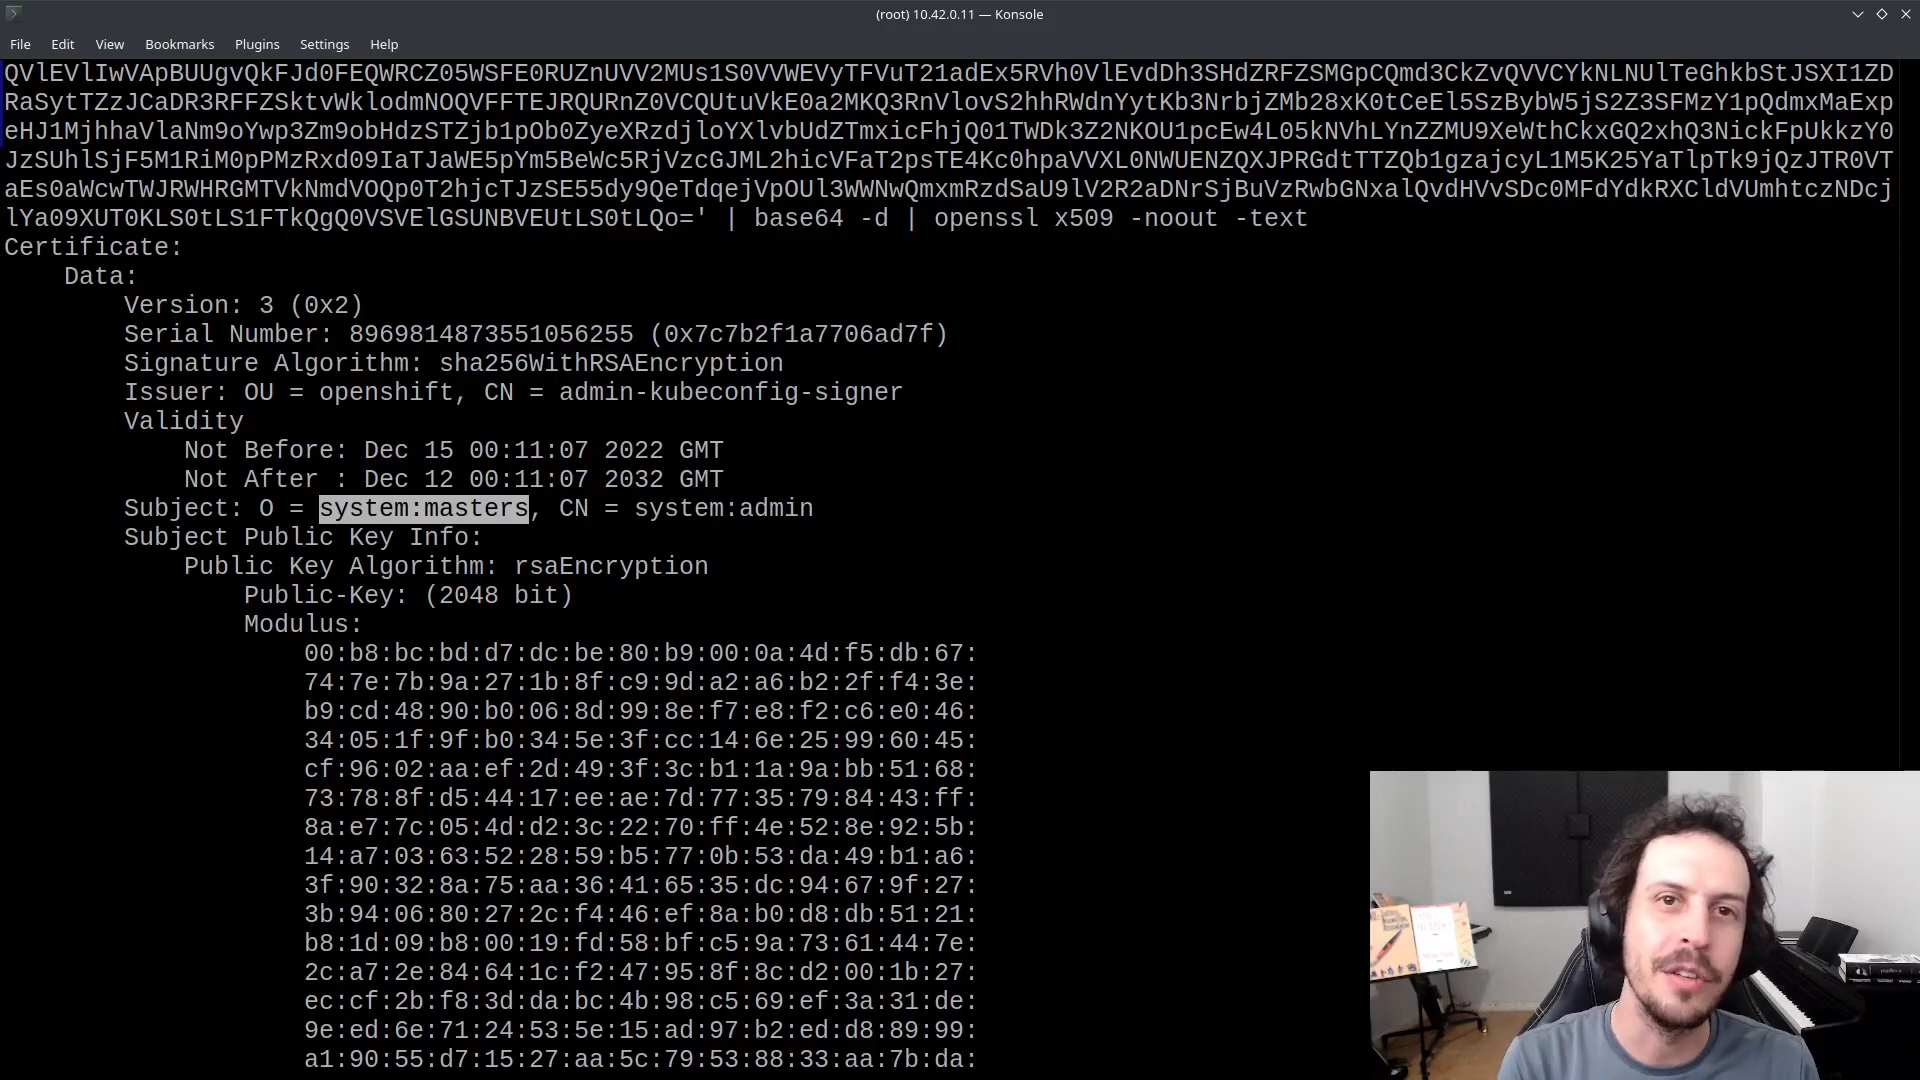 (root) 10.42.0.11 — Konsole
File Edit View Bookmarks Plugins Settings Help
QVlEVlIwVApBUUgvQkFJd0FEQWRCZ05WSFE0RUZnUVV2MUs1S0VVWEVyTFVuT21adEx5RVh0VlEvdDh3SHdZRFZSMGpCQmd3CkZvQVVCYkNLNUlTeGhkbStJSXI1ZD
RaSytTZzJCaDR3RFFZSktvWklodmNOQVFFTEJRQURnZ0VCQUtuVkE0a2MKQ3RnVlovS2hhRWdnYytKb3NrbjZMb28xK0tCeEl5SzBybW5jS2Z3SFMzY1pQdmxMaExp
eHJ1MjhhaVlaNm9oYwp3Zm9obHdzSTZjb1pOb0ZyeXRzdjloYXlvbUdZTmxicFhjQ01TWDk3Z2NKOU1pcEw4L05kNVhLYnZZMU9XeWthCkxGQ2xhQ3NickFpUkkzY0
JzSUhlSjF5M1RiM0pPMzRxd09IaTJaWE5pYm5BeWc5RjVzcGJML2hicVFaT2psTE4Kc0hpaVVXL0NWUENZQXJPRGdtTTZQb1gzajcyL1M5K25YaTlpTk9jQzJTR0VT
aEs0aWcwTWJRWHRGMTVkNmdVOQp0T2hjcTJzSE55dy9QeTdqejVpOUl3WWNwQmxmRzdSaU9lV2R2aDNrSjBuVzRwbGNxalQvdHVvSDc0MFdYdkRXCldVUmhtczNDcj
lYa09XUT0KLS0tLS1FTkQgQ0VSVElGSUNBVEUtLS0tLQo=' | base64 -d | openssl x509 -noout -text
Certificate:
Data:
Version: 3 (0x2)
Serial Number: 8969814873551056255 (0x7c7b2f1a7706ad7f)
Signature Algorithm: sha256WithRSAEncryption
Issuer: OU = openshift, CN = admin-kubeconfig-signer
Validity
Not Before: Dec 15 00:11:07 2022 GMT
Not After : Dec 12 00:11:07 2032 GMT
Subject: O = system:masters, CN = system:admin
Subject Public Key Info:
Public Key Algorithm: rsaEncryption
Public-Key: (2048 bit)
Modulus:
00:b8:bc:bd:d7:dc:be:80:b9:00:0a:4d:f5:db:67:
74:7e:7b:9a:27:1b:8f:c9:9d:a2:a6:b2:2f:f4:3e:
b9:cd:48:90:b0:06:8d:99:8e:f7:e8:f2:c6:e0:46:
34:05:1f:9f:b0:34:5e:3f:cc:14:6e:25:99:60:45:
cf:96:02:aa:ef:2d:49:3f:3c:b1:1a:9a:bb:51:68:
73:78:8f:d5:44:17:ee:ae:7d:77:35:79:84:43:ff:
8a:e7:7c:05:4d:d2:3c:22:70:ff:4e:52:8e:92:5b:
14:a7:03:63:52:28:59:b5:77:0b:53:da:49:b1:a6:
3f:90:32:8a:75:aa:36:41:65:35:dc:94:67:9f:27:
3b:94:06:80:27:2c:f4:46:ef:8a:b0:d8:db:51:21:
b8:1d:09:b8:00:19:fd:58:bf:c5:9a:73:61:44:7e:
2c:a7:2e:84:64:1c:f2:47:95:8f:8c:d2:00:1b:27:
ec:cf:2b:f8:3d:da:bc:4b:98:c5:69:ef:3a:31:de:
9e:ed:6e:71:24:53:5e:15:ad:97:b2:ed:d8:89:99:
a1:90:55:d7:15:27:aa:5c:79:53:88:33:aa:7b:da: